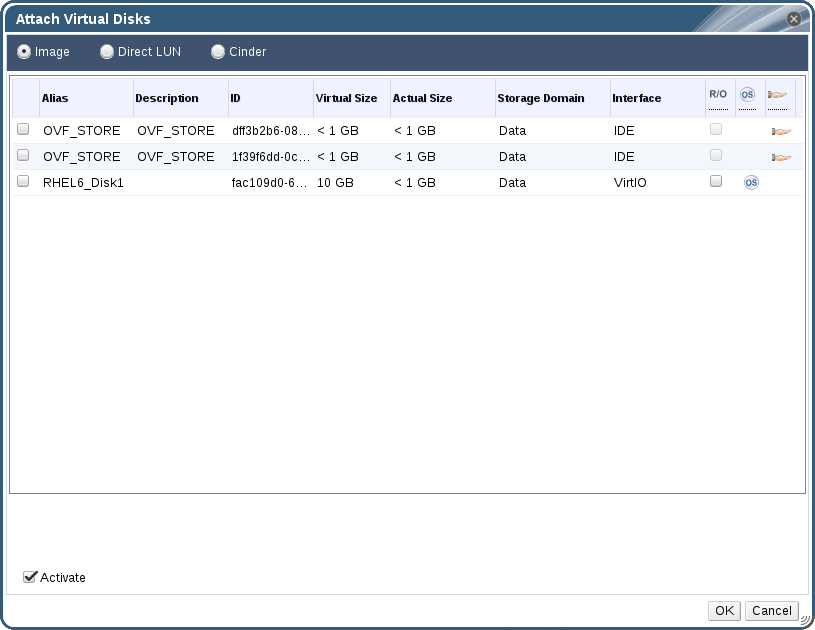 Attach Virtual Disks
Image Direct LUN Cinder
Alias Description ID Virtual Size Actual Size Storage Domain Interface R/O OS
OVF_STORE OVF_STORE dff3b2b6-08... < 1 GB < 1 GB Data IDE
OVF_STORE OVF_STORE 1f39f6dd-0c... < 1 GB < 1 GB Data IDE
RHEL6_Disk1 fac109d0-6... 10 GB < 1 GB Data VirtIO OS
Activate
OK Cancel